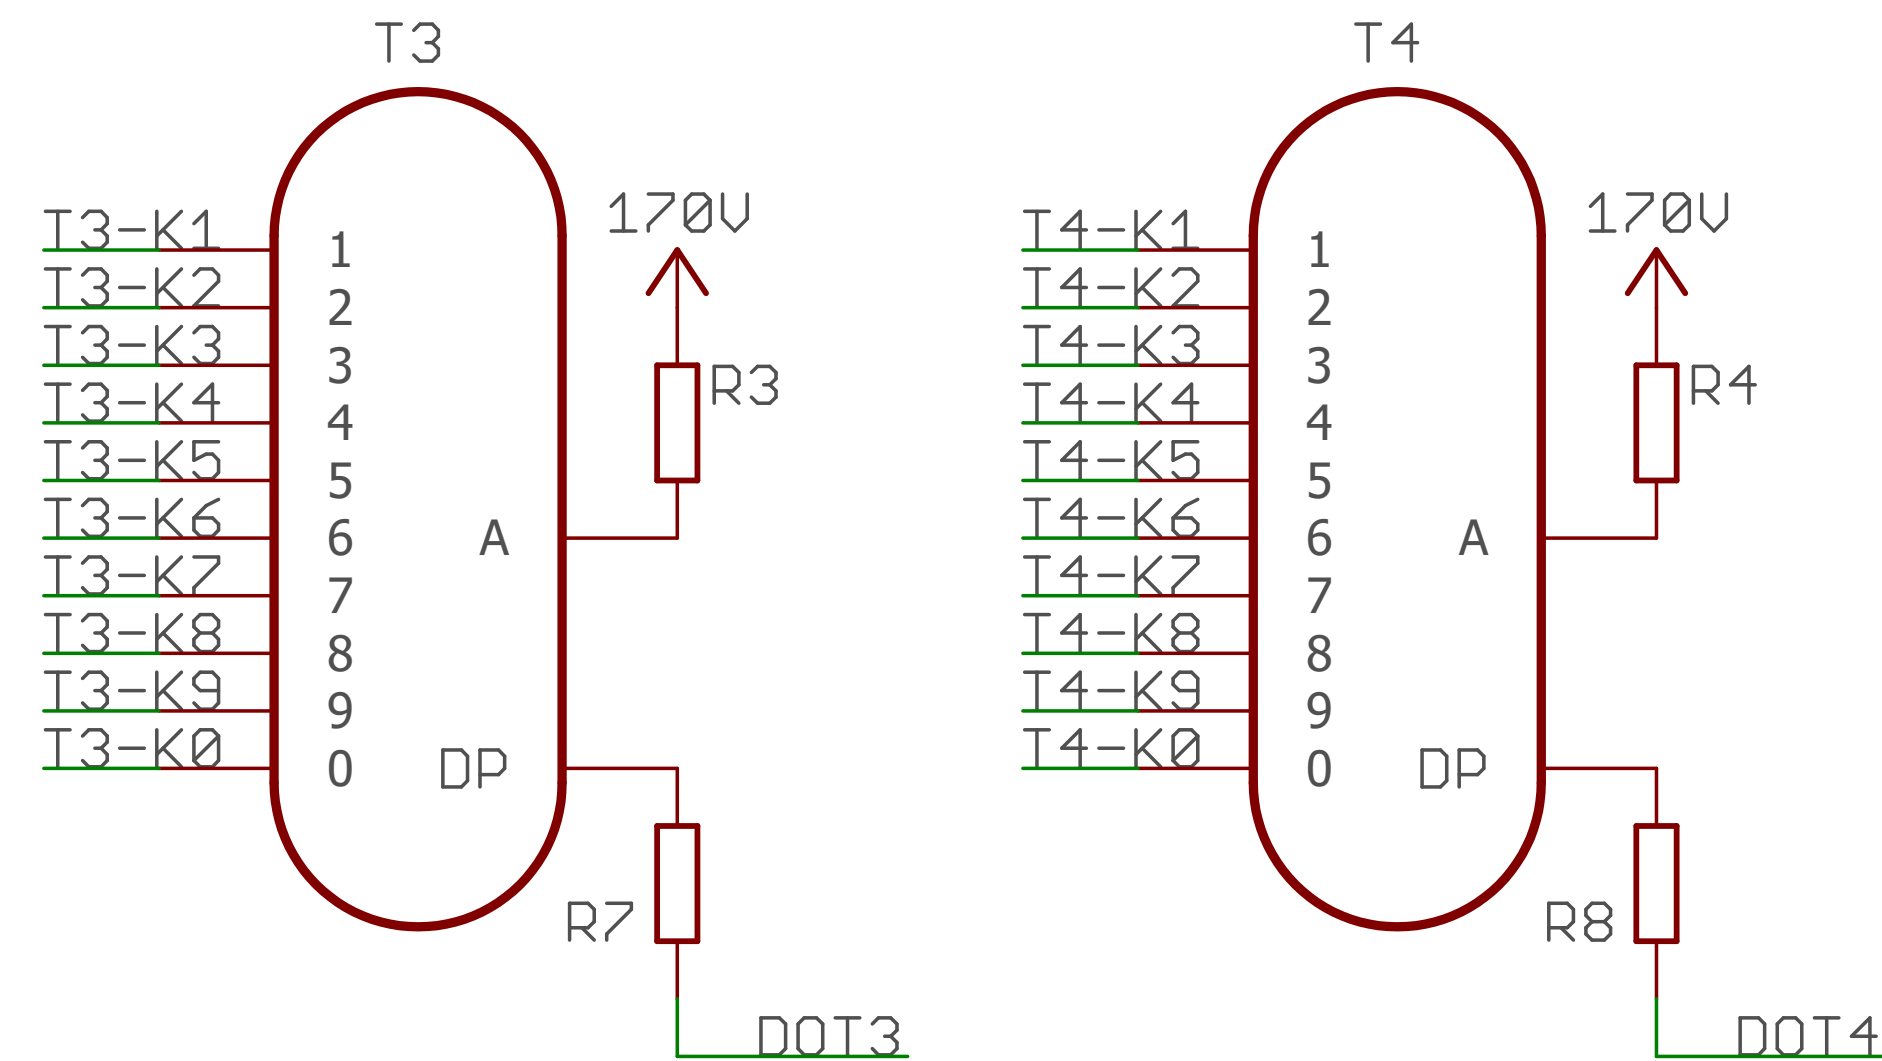 T3
170V
T3-K1 1
T3-K2 2
T3-K3 3
R3
T3-K4 4
T3-K5 5
T3-K6 6 A
T3-K7 7
T3-K8 8
T3-K9 9
T3-K0 0 DP
R7
DOT3
T4
170V
T4-K1 1
T4-K2 2
T4-K3 3
R4
T4-K4 4
T4-K5 5
T4-K6 6 A
T4-K7 7
T4-K8 8
T4-K9 9
T4-K0 0 DP
R8
DOT4